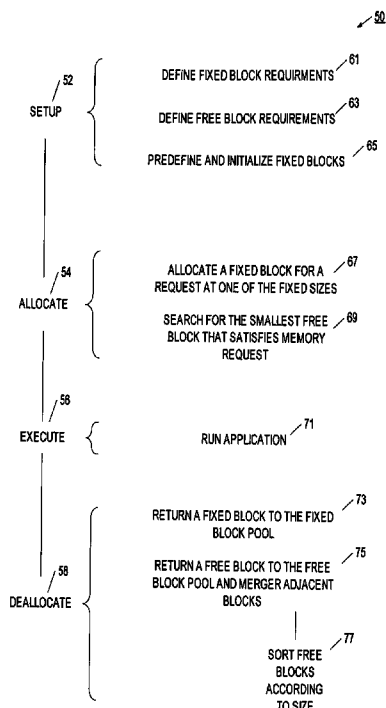 50
52
SETUP
61
DEFINE FIXED BLOCK REQUIRMENTS
63
DEFINE FREE BLOCK REQUIREMENTS
65
PREDEFINE AND INITIALIZE FIXED BLOCKS
54
ALLOCATE
67
ALLOCATE A FIXED BLOCK FOR A
REQUEST AT ONE OF THE FIXED SIZES
69
SEARCH FOR THE SMALLEST FREE
BLOCK THAT SATISFIES MEMORY
REQUEST
56
EXECUTE
71
RUN APPLICATION
58
DEALLOCATE
73
RETURN A FIXED BLOCK TO THE FIXED
BLOCK POOL
75
RETURN A FREE BLOCK TO THE FREE
BLOCK POOL AND MERGER ADJACENT
BLOCKS
77
SORT FREE
BLOCKS
ACCORDING
TO SIZE